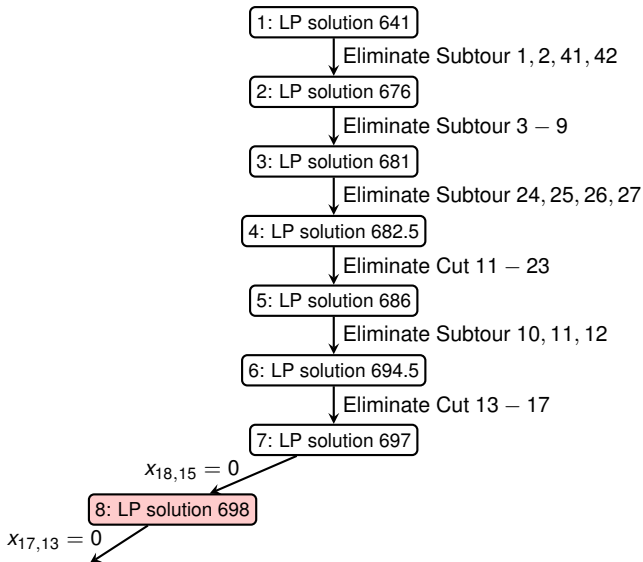 1: LP solution 641
Eliminate Subtour 1, 2, 41, 42
2: LP solution 676
Eliminate Subtour 3 − 9
3: LP solution 681
Eliminate Subtour 24, 25, 26, 27
4: LP solution 682.5
Eliminate Cut 11 − 23
5: LP solution 686
Eliminate Subtour 10, 11, 12
6: LP solution 694.5
Eliminate Cut 13 − 17
7: LP solution 697
x18,15 = 0
8: LP solution 698
x17,13 = 0